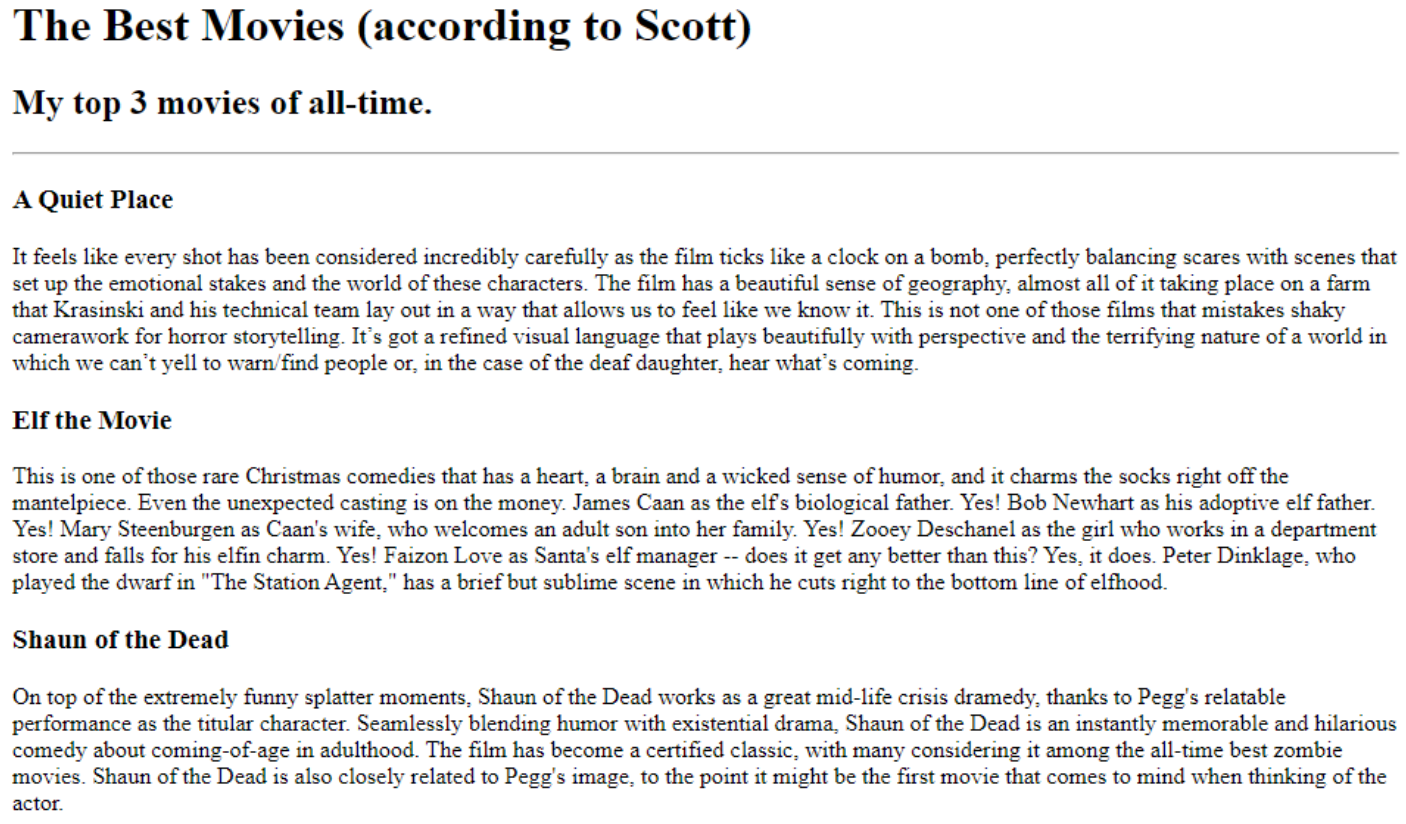 The Best Movies (according to Scott)
My top 3 movies of all-time.
A Quiet Place
It feels like every shot has been considered incredibly carefully as the film ticks like a clock on a bomb, perfectly balancing scares with scenes that
set up the emotional stakes and the world of these characters. The film has a beautiful sense of geography, almost all of it taking place on a farm
that Krasinski and his technical team lay out in a way that allows us to feel like we know it. This is not one of those films that mistakes shaky
camerawork for horror storytelling. It’s got a refined visual language that plays beautifully with perspective and the terrifying nature of a world in
which we can’t yell to warn/find people or, in the case of the deaf daughter, hear what’s coming.
Elf the Movie
This is one of those rare Christmas comedies that has a heart, a brain and a wicked sense of humor, and it charms the socks right off the
mantelpiece. Even the unexpected casting is on the money. James Caan as the elf's biological father. Yes! Bob Newhart as his adoptive elf father.
Yes! Mary Steenburgen as Caan's wife, who welcomes an adult son into her family. Yes! Zooey Deschanel as the girl who works in a department
store and falls for his elfin charm. Yes! Faizon Love as Santa's elf manager -- does it get any better than this? Yes, it does. Peter Dinklage, who
played the dwarf in "The Station Agent," has a brief but sublime scene in which he cuts right to the bottom line of elfhood.
Shaun of the Dead
On top of the extremely funny splatter moments, Shaun of the Dead works as a great mid-life crisis dramedy, thanks to Pegg's relatable
performance as the titular character. Seamlessly blending humor with existential drama, Shaun of the Dead is an instantly memorable and hilarious
comedy about coming-of-age in adulthood. The film has become a certified classic, with many considering it among the all-time best zombie
movies. Shaun of the Dead is also closely related to Pegg's image, to the point it might be the first movie that comes to mind when thinking of the
actor.